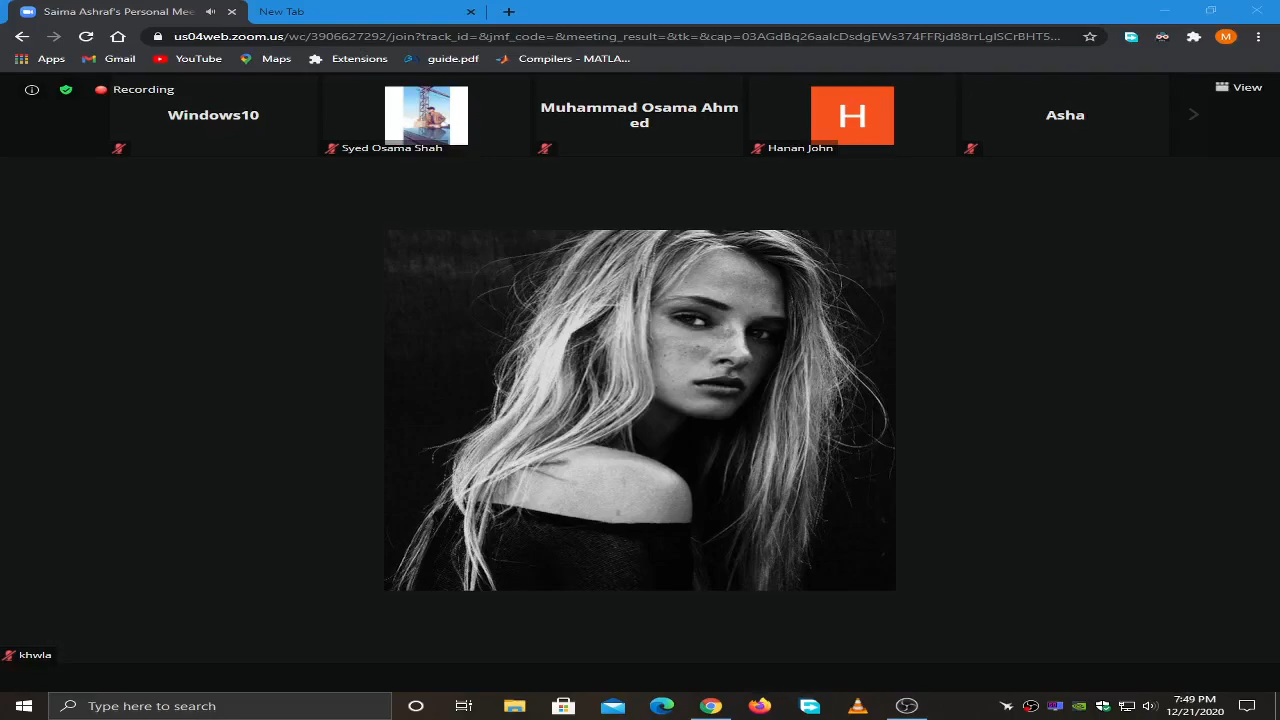 Saima Ashraf's Personal Mee
New Tab
us04web.zoom.us/wc/3906627292/join?track_id=&jmf_code=&meeting_result=&tk=&cap=03AGdBq26aalcDsdgEWs374FFRjd88rrLgISCrBHT5...
M
Apps
Gmail
YouTube
Maps
Extensions
guide.pdf
Compilers - MATLA...
Recording
View
Windows10
Syed Osama Shah
Muhammad Osama Ahm
ed
H
Hanan John
Asha
khwla
Type here to search
7:49 PM
12/21/2020